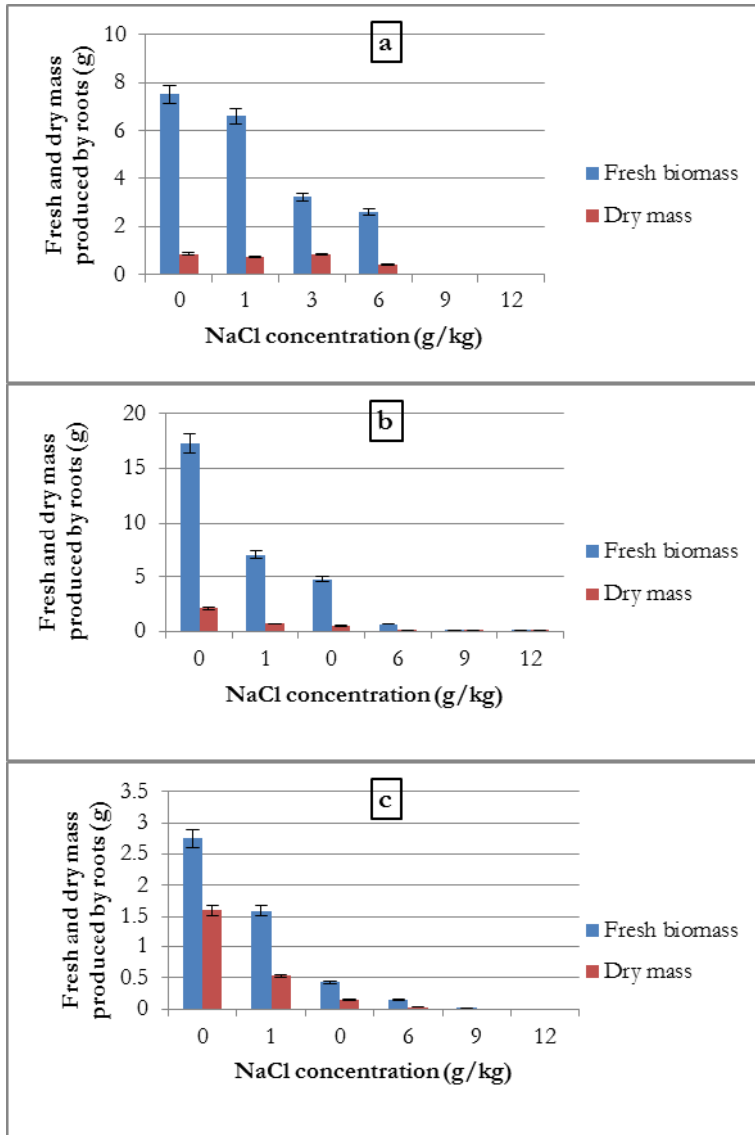 a
Fresh and dry mass
produced by roots (g)
10
8
6
4
2
0
0 1 3 6 9 12
NaCl concentration (g/kg)
Fresh biomass
Dry mass
b
Fresh and dry mass
produced by roots (g)
20
15
10
5
0
0 1 0 6 9 12
NaCl concentration (g/kg)
Fresh biomass
Dry mass
c
Fresh and dry mass
produced by roots (g)
3.5
3
2.5
2
1.5
1
0.5
0
0 1 0 6 9 12
NaCl concentration (g/kg)
Fresh biomass
Dry mass